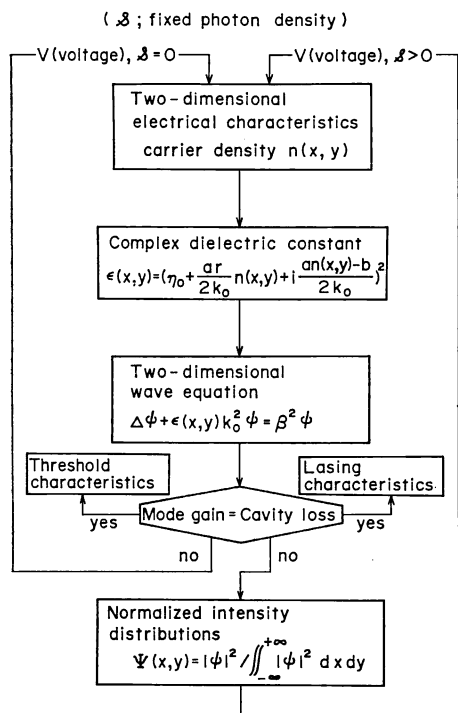 ( 𝓢 ; fixed photon density )
V(voltage), 𝓢 = 0
V(voltage), 𝓢>0
Two-dimensional
electrical characteristics
carrier density n(x, y)
Complex dielectric constant
ϵ(x,y)=(η₀+ ar/2k₀ n(x,y)+i an(x,y)-b/2k₀ )²
Two-dimensional
wave equation
Δψ+ϵ(x,y)k₀²ψ=β²ψ
Threshold
characteristics
Lasing
characteristics
yes
Mode gain=Cavity loss
yes
no
no
Normalized intensity
distributions
Ψ(x,y)=|ψ|²/∬₋∞⁺∞|ψ|² dxdy